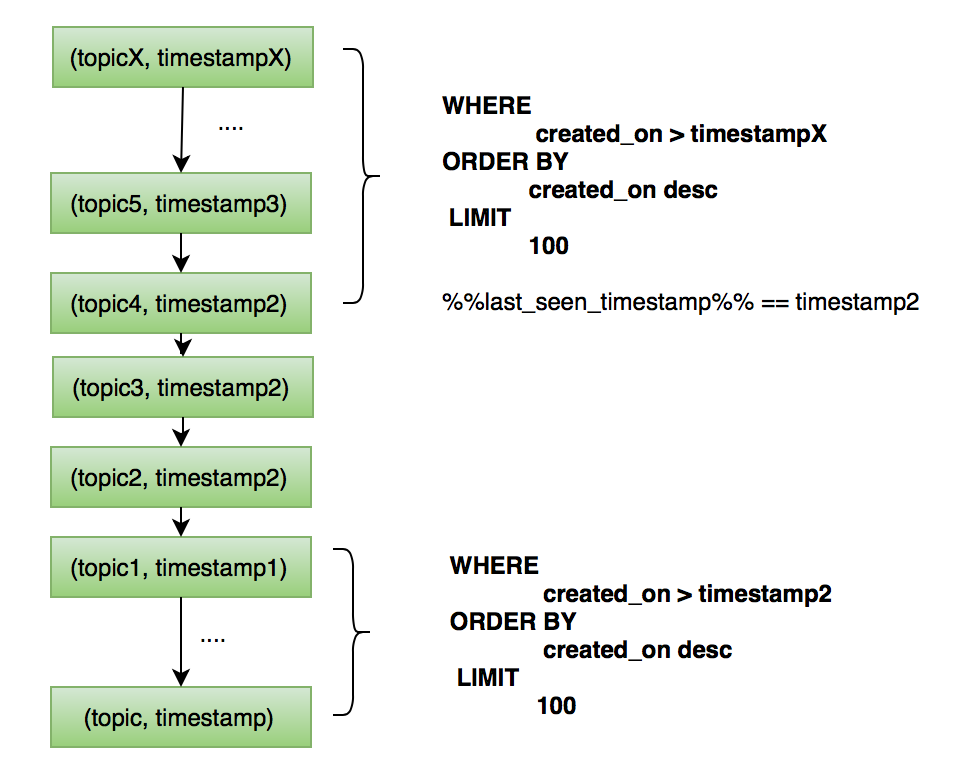 (topicX, timestampX)
....
(topic5, timestamp3)
(topic4, timestamp2)
(topic3, timestamp2)
(topic2, timestamp2)
(topic1, timestamp1)
....
(topic, timestamp)
WHERE
created_on > timestampX
ORDER BY
created_on desc
LIMIT
100
%%last_seen_timestamp%% == timestamp2
WHERE
created_on > timestamp2
ORDER BY
created_on desc
LIMIT
100